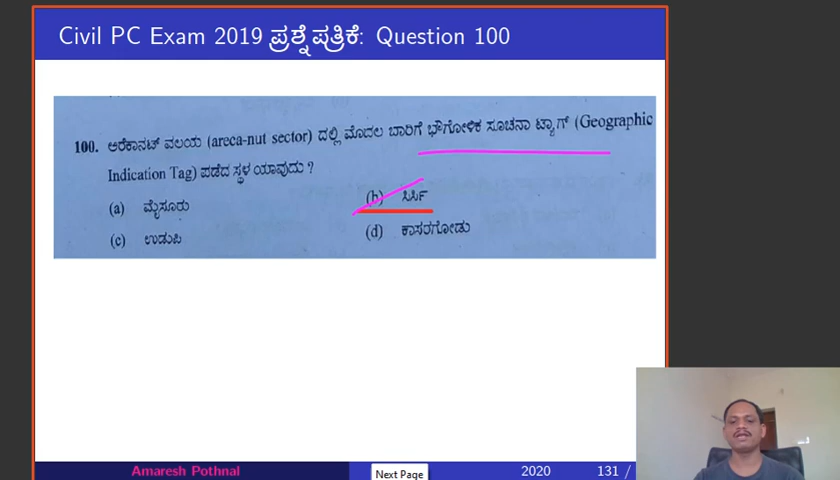 Civil PC Exam 2019 ಪ್ರಶ್ನೆ ಪತ್ರಿಕೆ: Question 100
100. ಅರೆಕಾನಟ್ ವಲಯ (areca-nut sector) ದಲ್ಲಿ ಮೊದಲ ಬಾರಿಗೆ ಭೌಗೋಳಿಕ ಸೂಚನಾ ಟ್ಯಾಗ್ (Geographic
Indication Tag) ಪಡೆದ ಸ್ಥಳ ಯಾವುದು ?
(a) ಮೈಸೂರು
(b) ಸಿರ್ಸಿ
(c) ಉಡುಪಿ
(d) ಕಾಸರಗೋಡು
Amaresh Pothnal
Next Page
2020
131 /